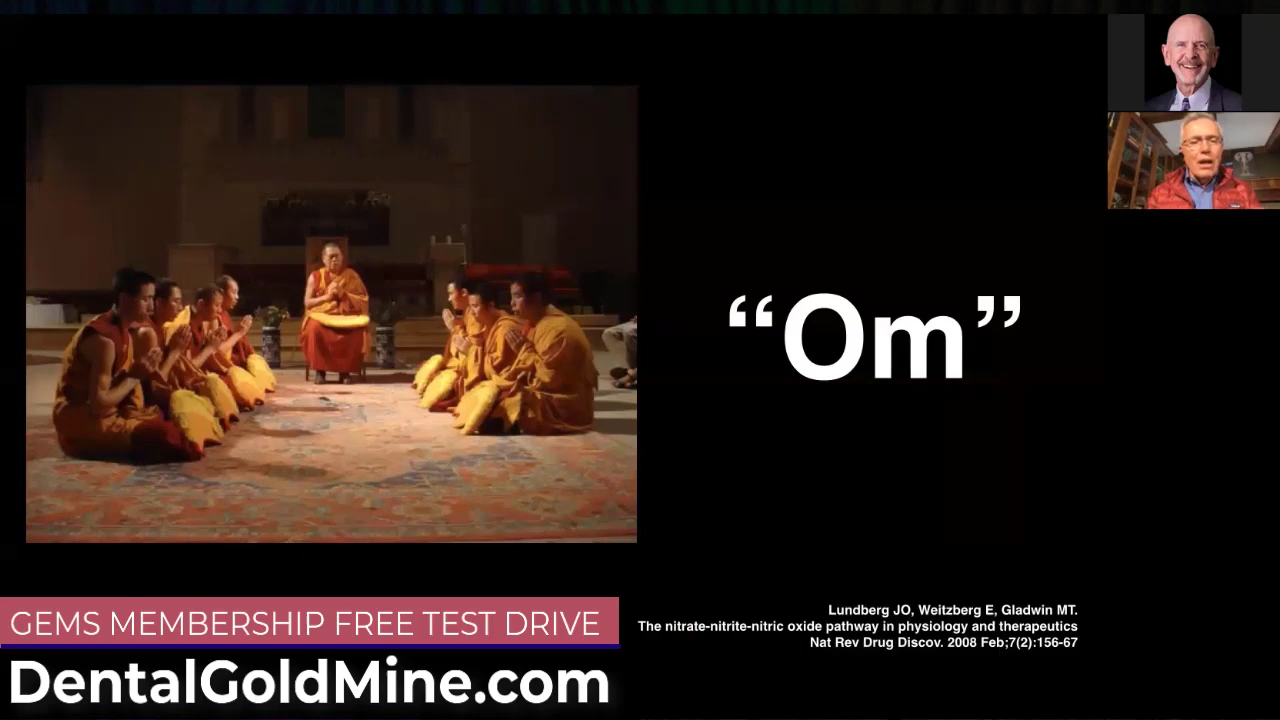 “Om”
Lundberg JO, Weitzberg E, Gladwin MT.
The nitrate-nitrite-nitric oxide pathway in physiology and therapeutics
Nat Rev Drug Discov. 2008 Feb;7(2):156-67
GEMS MEMBERSHIP FREE TEST DRIVE
DentalGoldMine.com